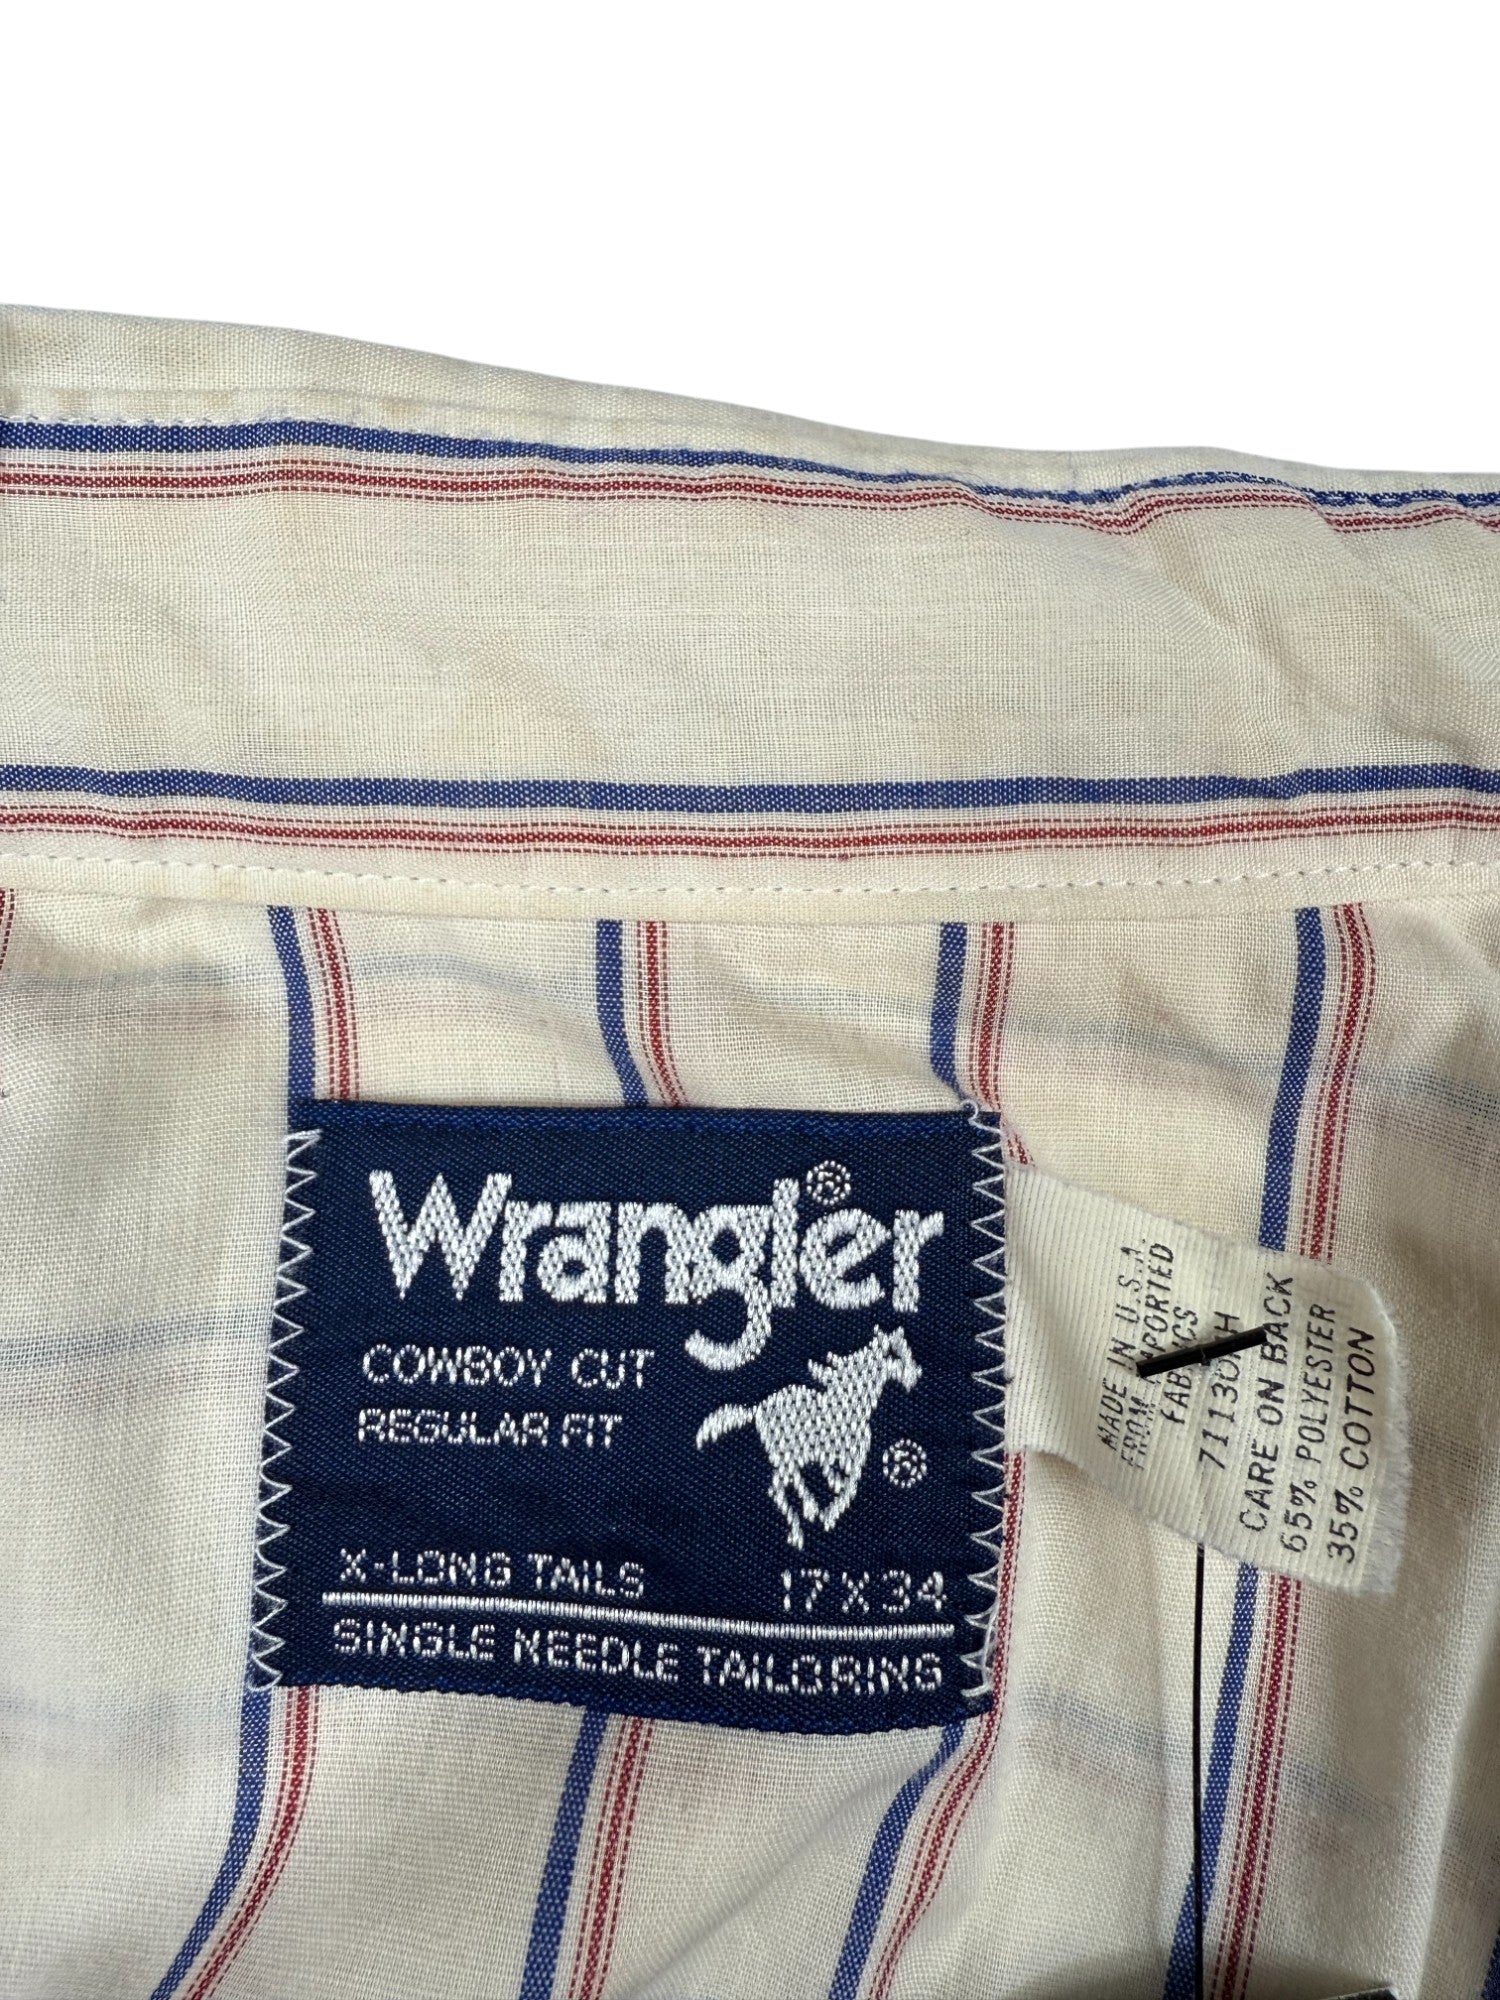 Wrangler®
COWBOY CUT
REGULAR FIT
®
X-LONG TAILS 17 X 34
SINGLE NEEDLE TAILORING
MADE IN U.S.A.
FROM IMPORTED
FABRICS
CARE ON BACK
65% POLYESTER
35% COTTON